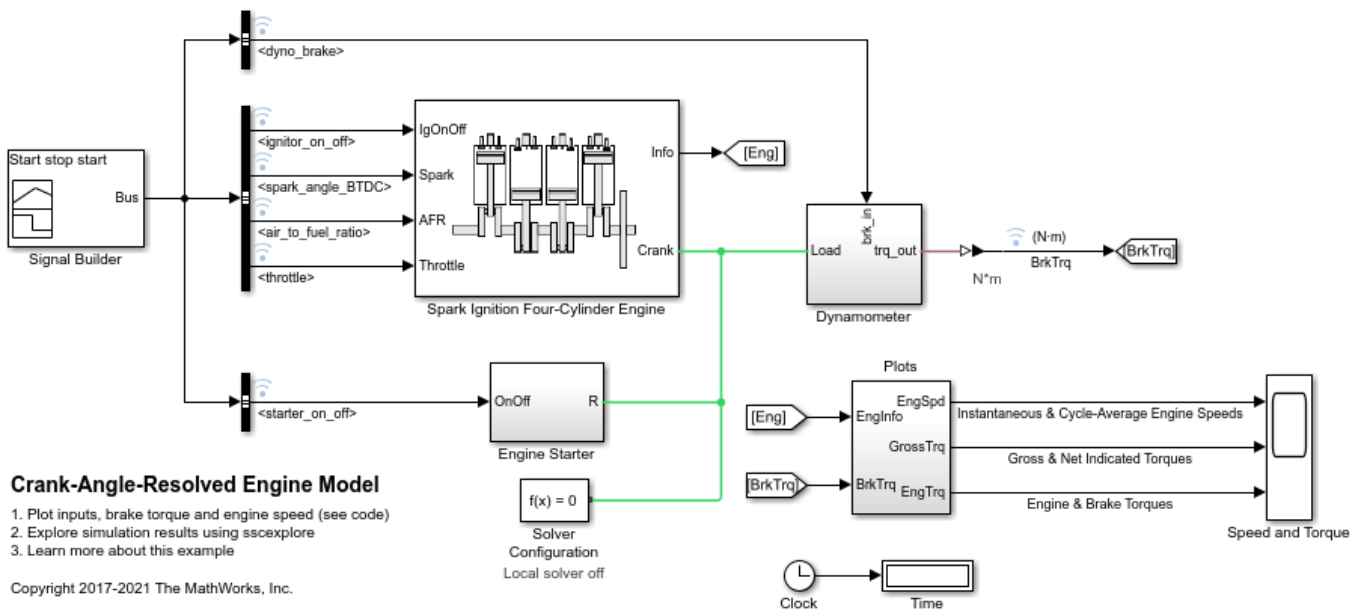 <dyno_brake>
Start stop start
Bus
Signal Builder
<ignitor_on_off>
<spark_angle_BTDC>
<air_to_fuel_ratio>
<throttle>
IgOnOff
Spark
AFR
Throttle
Info
Crank
Spark Ignition Four-Cylinder Engine
[Eng]
brk_in
Load
trq_out
Dynamometer
N*m
(N·m)
BrkTrq
[BrkTrq]
<starter_on_off>
OnOff
R
Engine Starter
f(x) = 0
Solver
Configuration
Local solver off
Plots
[Eng]
[BrkTrq]
EngInfo
BrkTrq
EngSpd
GrossTrq
EngTrq
Instantaneous & Cycle-Average Engine Speeds
Gross & Net Indicated Torques
Engine & Brake Torques
Speed and Torque
Clock
Time
Crank-Angle-Resolved Engine Model
1. Plot inputs, brake torque and engine speed (see code)
2. Explore simulation results using sscexplore
3. Learn more about this example
Copyright 2017-2021 The MathWorks, Inc.